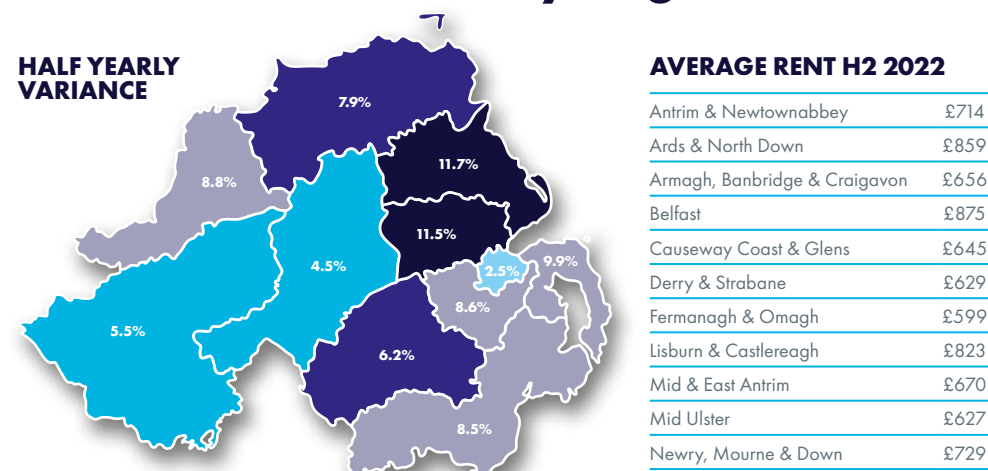 HALF YEARLY
VARIANCE
7.9%
8.8%
11.7%
11.5%
4.5%
2.5%
9.9%
8.6%
5.5%
6.2%
8.5%
AVERAGE RENT H2 2022
Antrim & Newtownabbey £714
Ards & North Down £859
Armagh, Banbridge & Craigavon £656
Belfast £875
Causeway Coast & Glens £645
Derry & Strabane £629
Fermanagh & Omagh £599
Lisburn & Castlereagh £823
Mid & East Antrim £670
Mid Ulster £627
Newry, Mourne & Down £729